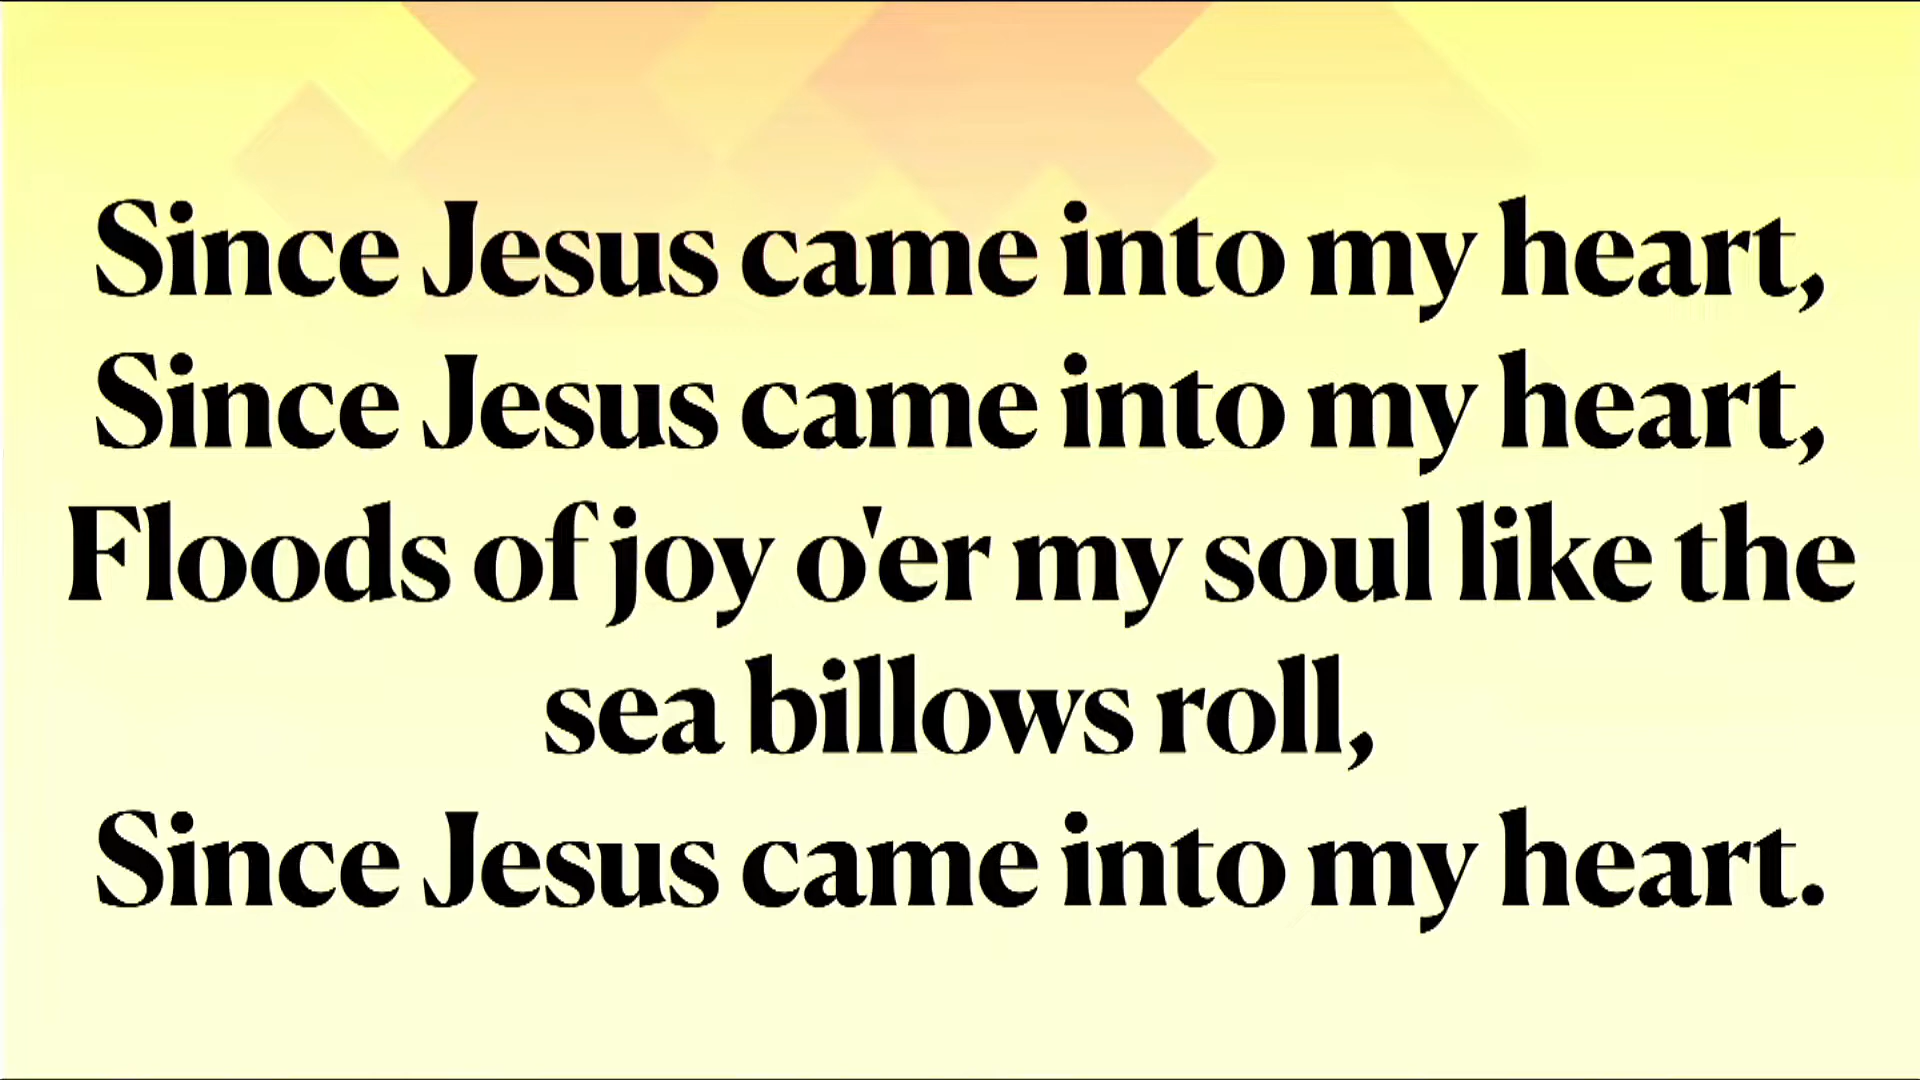 Since Jesus came into my heart,
Since Jesus came into my heart,
Floods of joy o'er my soul like the
sea billows roll,
Since Jesus came into my heart.